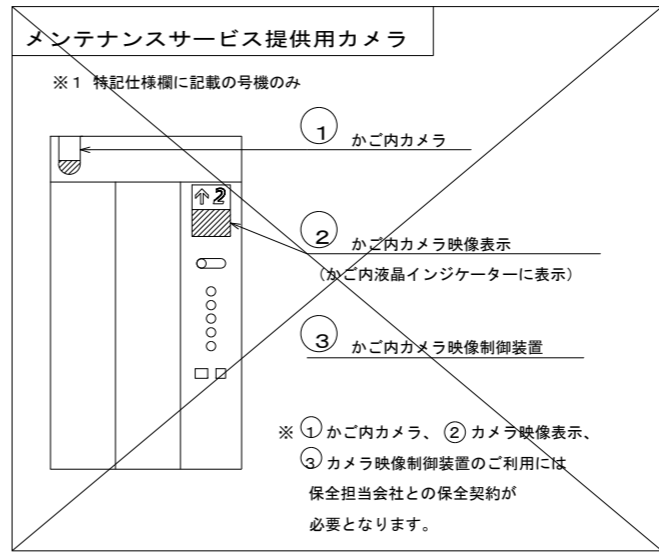 メンテナンスサービス提供用カメラ
※1 特記仕様欄に記載の号機のみ
① かご内カメラ
↑2
② かご内カメラ映像表示
(かご内液晶インジケーターに表示)
③ かご内カメラ映像制御装置
※ ①かご内カメラ、②カメラ映像表示、
③カメラ映像制御装置のご利用には
保全担当会社との保全契約が
必要となります。